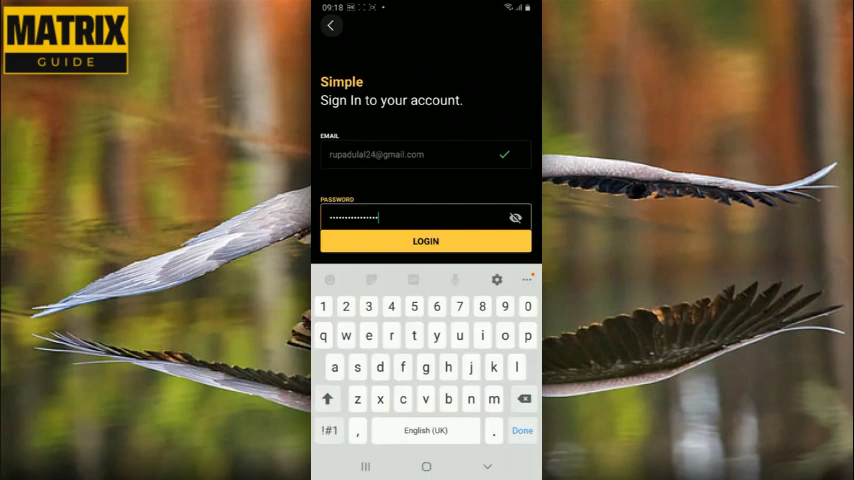 MATRIX
GUIDE
09:18
Simple
Sign In to your account.
EMAIL
rupadulal24@gmail.com
PASSWORD
••••••••••••••••
LOGIN
1 2 3 4 5 6 7 8 9 0
q w e r t y u i o p
a s d f g h j k l
z x c v b n m
!#1 , English (UK) . Done